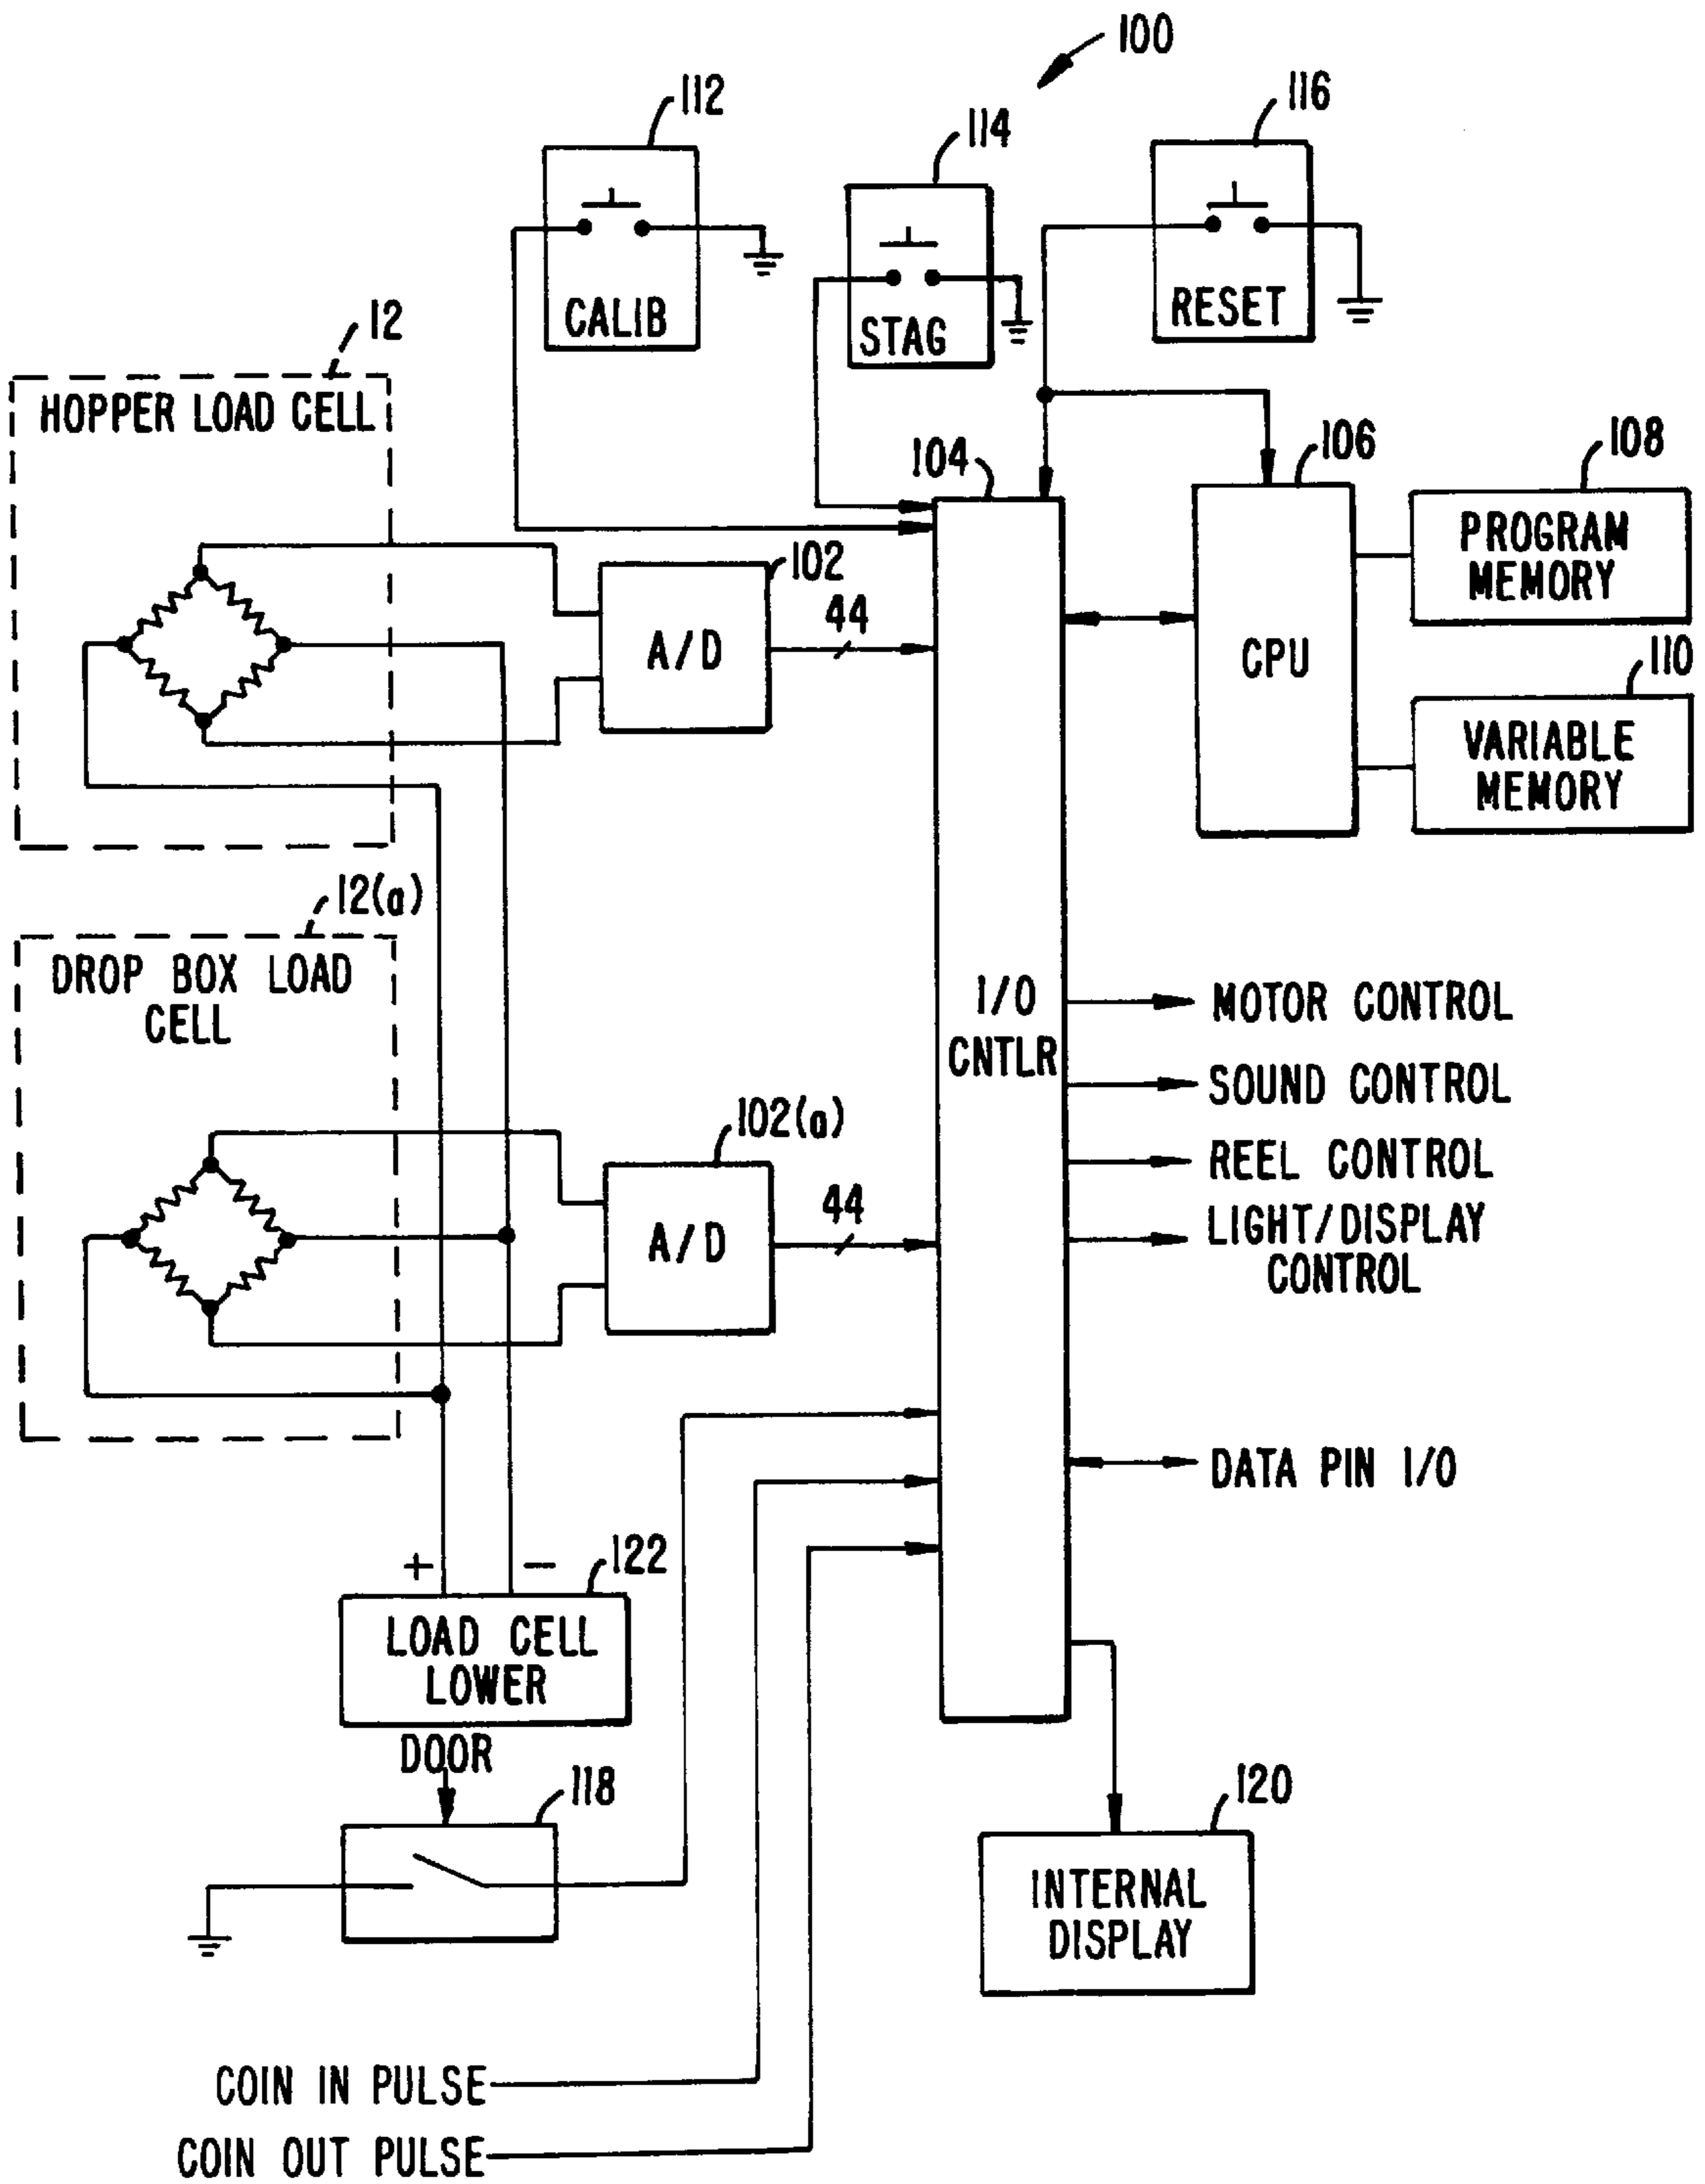 100
112
114
116
CALIB
STAG
RESET
12
HOPPER LOAD CELL
104
106
108
PROGRAM
MEMORY
102
44
A/D
CPU
110
VARIABLE
MEMORY
12(a)
DROP BOX LOAD
CELL
I/O
CNTLR
MOTOR CONTROL
SOUND CONTROL
102(a)
REEL CONTROL
44
A/D
LIGHT/DISPLAY
CONTROL
DATA PIN I/O
+
−
122
LOAD CELL
LOWER
DOOR
118
120
INTERNAL
DISPLAY
COIN IN PULSE
COIN OUT PULSE